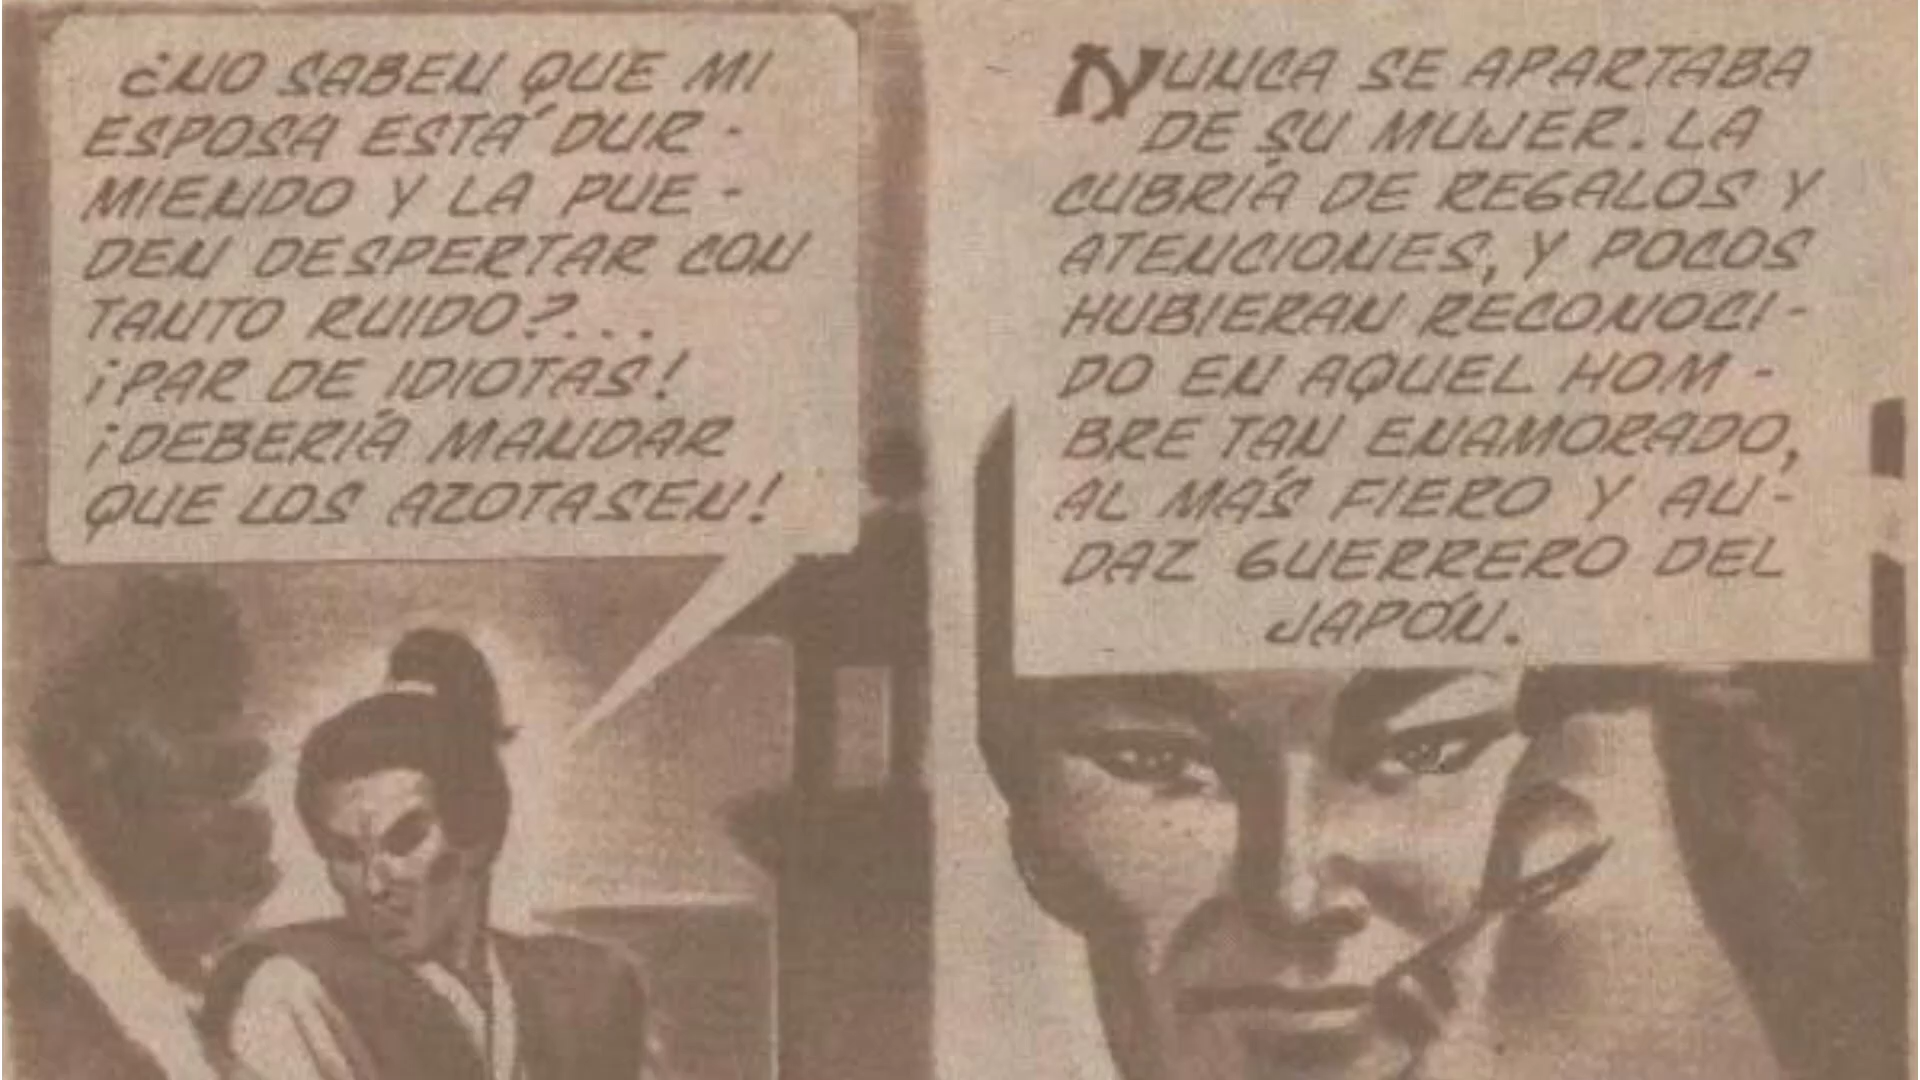 ¿NO SABEN QUE MI
ESPOSA ESTÁ DUR-
MIENDO Y LA PUE-
DEN DESPERTAR CON
TANTO RUIDO?...
¡PAR DE IDIOTAS!
¡DEBERÍA MANDAR
QUE LOS AZOTASEN!
NUNCA SE APARTABA
DE SU MUJER. LA
CUBRÍA DE REGALOS Y
ATENCIONES, Y POCOS
HUBIERAN RECONOCI-
DO EN AQUEL HOM-
BRE TAN ENAMORADO,
AL MÁS FIERO Y AU-
DAZ GUERRERO DEL
JAPÓN.